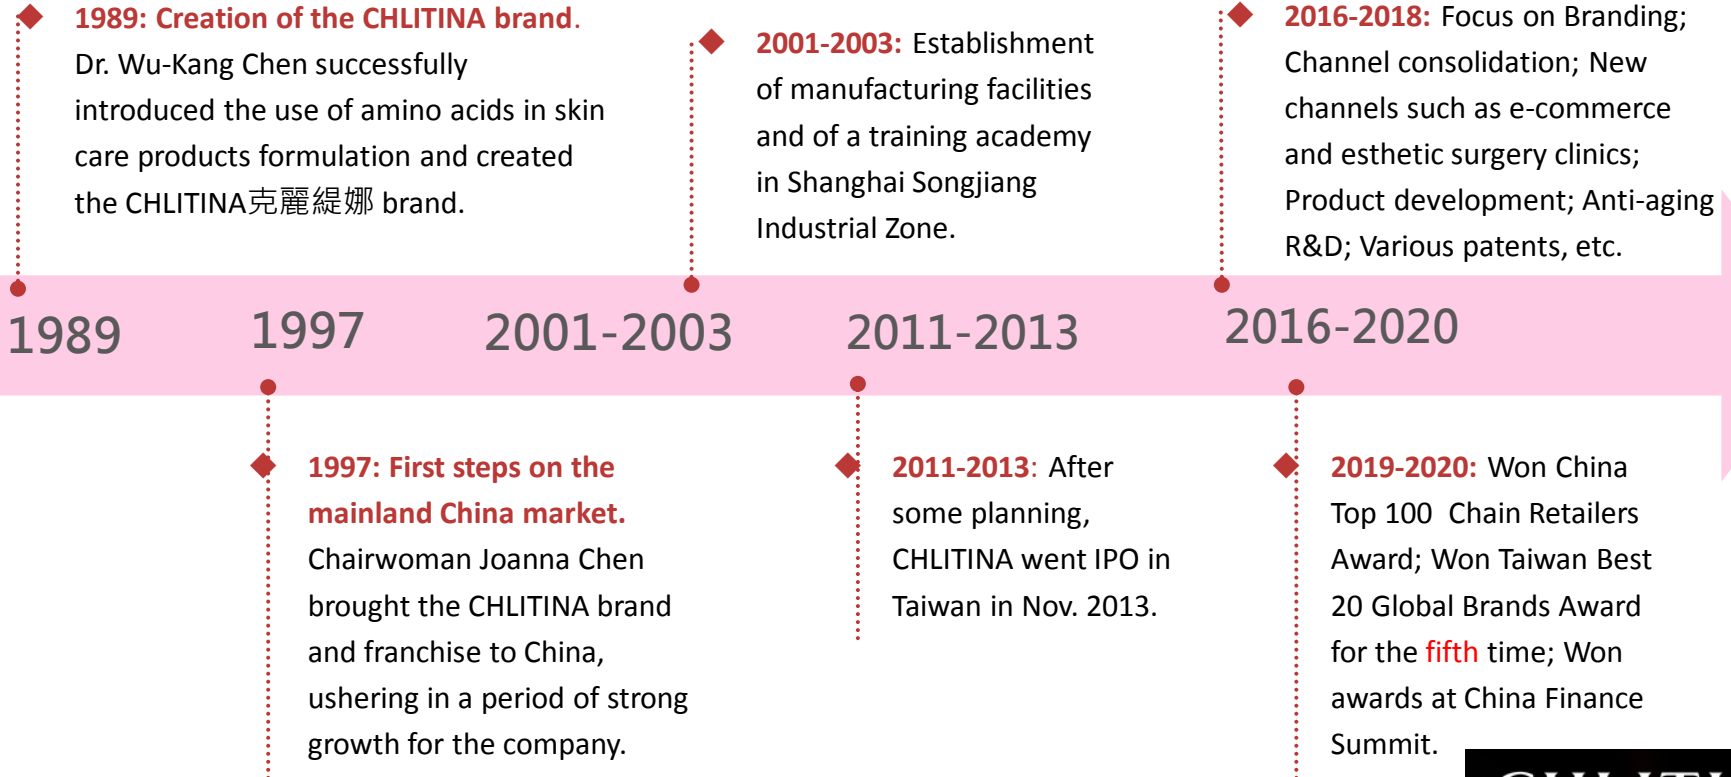 1989: Creation of the CHLITINA brand.
Dr. Wu-Kang Chen successfully
introduced the use of amino acids in skin
care products formulation and created
the CHLITINA克麗緹娜 brand.
2001-2003: Establishment
of manufacturing facilities
and of a training academy
in Shanghai Songjiang
Industrial Zone.
2016-2018: Focus on Branding;
Channel consolidation; New
channels such as e-commerce
and esthetic surgery clinics;
Product development; Anti-aging
R&D; Various patents, etc.
1989
1997
2001-2003
2011-2013
2016-2020
1997: First steps on the
mainland China market.
Chairwoman Joanna Chen
brought the CHLITINA brand
and franchise to China,
ushering in a period of strong
growth for the company.
2011-2013: After
some planning,
CHLITINA went IPO in
Taiwan in Nov. 2013.
2019-2020: Won China
Top 100  Chain Retailers
Award; Won Taiwan Best
20 Global Brands Award
for the fifth time; Won
awards at China Finance
Summit.